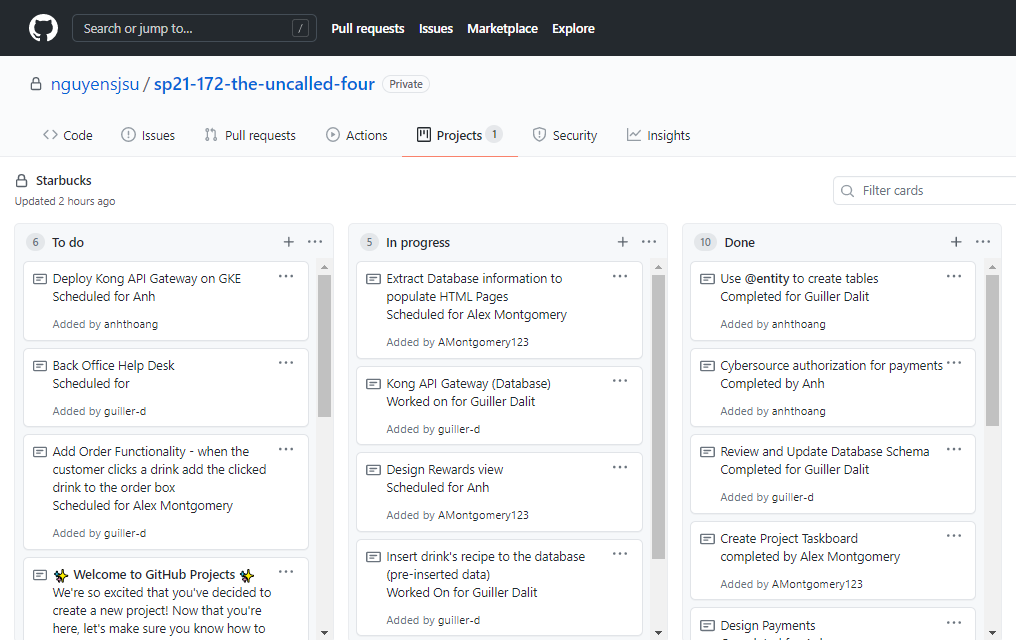 Search or jump to... /
Pull requests Issues Marketplace Explore
nguyensjsu / sp21-172-the-uncalled-four Private
Code Issues Pull requests Actions Projects 1 Security Insights
Starbucks
Updated 2 hours ago
Filter cards
6 To do
Deploy Kong API Gateway on GKE
Scheduled for Anh
Added by anhthoang
Back Office Help Desk
Scheduled for
Added by guiller-d
Add Order Functionality - when the
customer clicks a drink add the clicked
drink to the order box
Scheduled for Alex Montgomery
Added by guiller-d
✨ Welcome to GitHub Projects ✨
We're so excited that you've decided to
create a new project! Now that you're
here, let's make sure you know how to
5 In progress
Extract Database information to
populate HTML Pages
Scheduled for Alex Montgomery
Added by AMontgomery123
Kong API Gateway (Database)
Worked on for Guiller Dalit
Added by guiller-d
Design Rewards view
Scheduled for Anh
Added by AMontgomery123
Insert drink's recipe to the database
(pre-inserted data)
Worked On for Guiller Dalit
Added by guiller-d
10 Done
Use @entity to create tables
Completed for Guiller Dalit
Added by anhthoang
Cybersource authorization for payments
Completed by Anh
Added by anhthoang
Review and Update Database Schema
Completed for Guiller Dalit
Added by guiller-d
Create Project Taskboard
completed by Alex Montgomery
Added by AMontgomery123
Design Payments